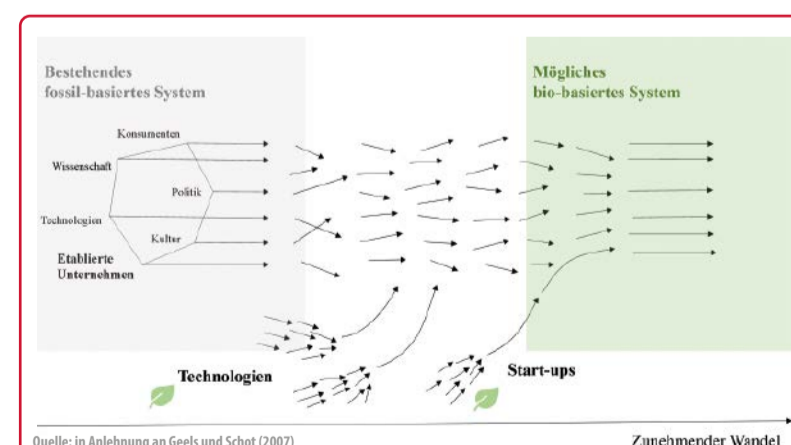 Bestehendes
fossil-basiertes System
Mögliches
bio-basiertes System
Konsumenten
Wissenschaft
Politik
Technologien
Kultur
Etablierte
Unternehmen
Technologien
Start-ups
Quelle: in Anlehnung an Geels und Schot (2007)
Zunehmender Wandel